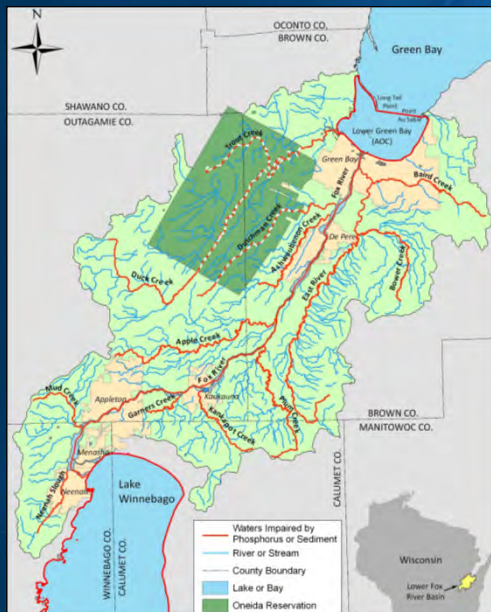 N
OCONTO CO.
BROWN CO.
Green Bay
SHAWANO CO.
OUTAGAMIE CO.
Long Tail
Point
Point
Au Sable
Lower Green Bay
(AOC)
Trout Creek
Green Bay
Baird Creek
Fox River
Dutchman Creek
Ashwaubenon Creek
De Pere
Duck Creek
East River
Bower Creek
Apple Creek
Fox River
Mud Creek
Appleton
Garners Creek
Kaukauna
Kankapot Creek
Plum Creek
BROWN CO.
MANITOWOC CO.
Menasha
Neenah Slough
Neenah
Lake
Winnebago
CALUMET CO.
WINNEBAGO CO.
CALUMET CO.
Waters Impaired by
Phosphorus or Sediment
River or Stream
County Boundary
Lake or Bay
Oneida Reservation
Wisconsin
Lower Fox
River Basin